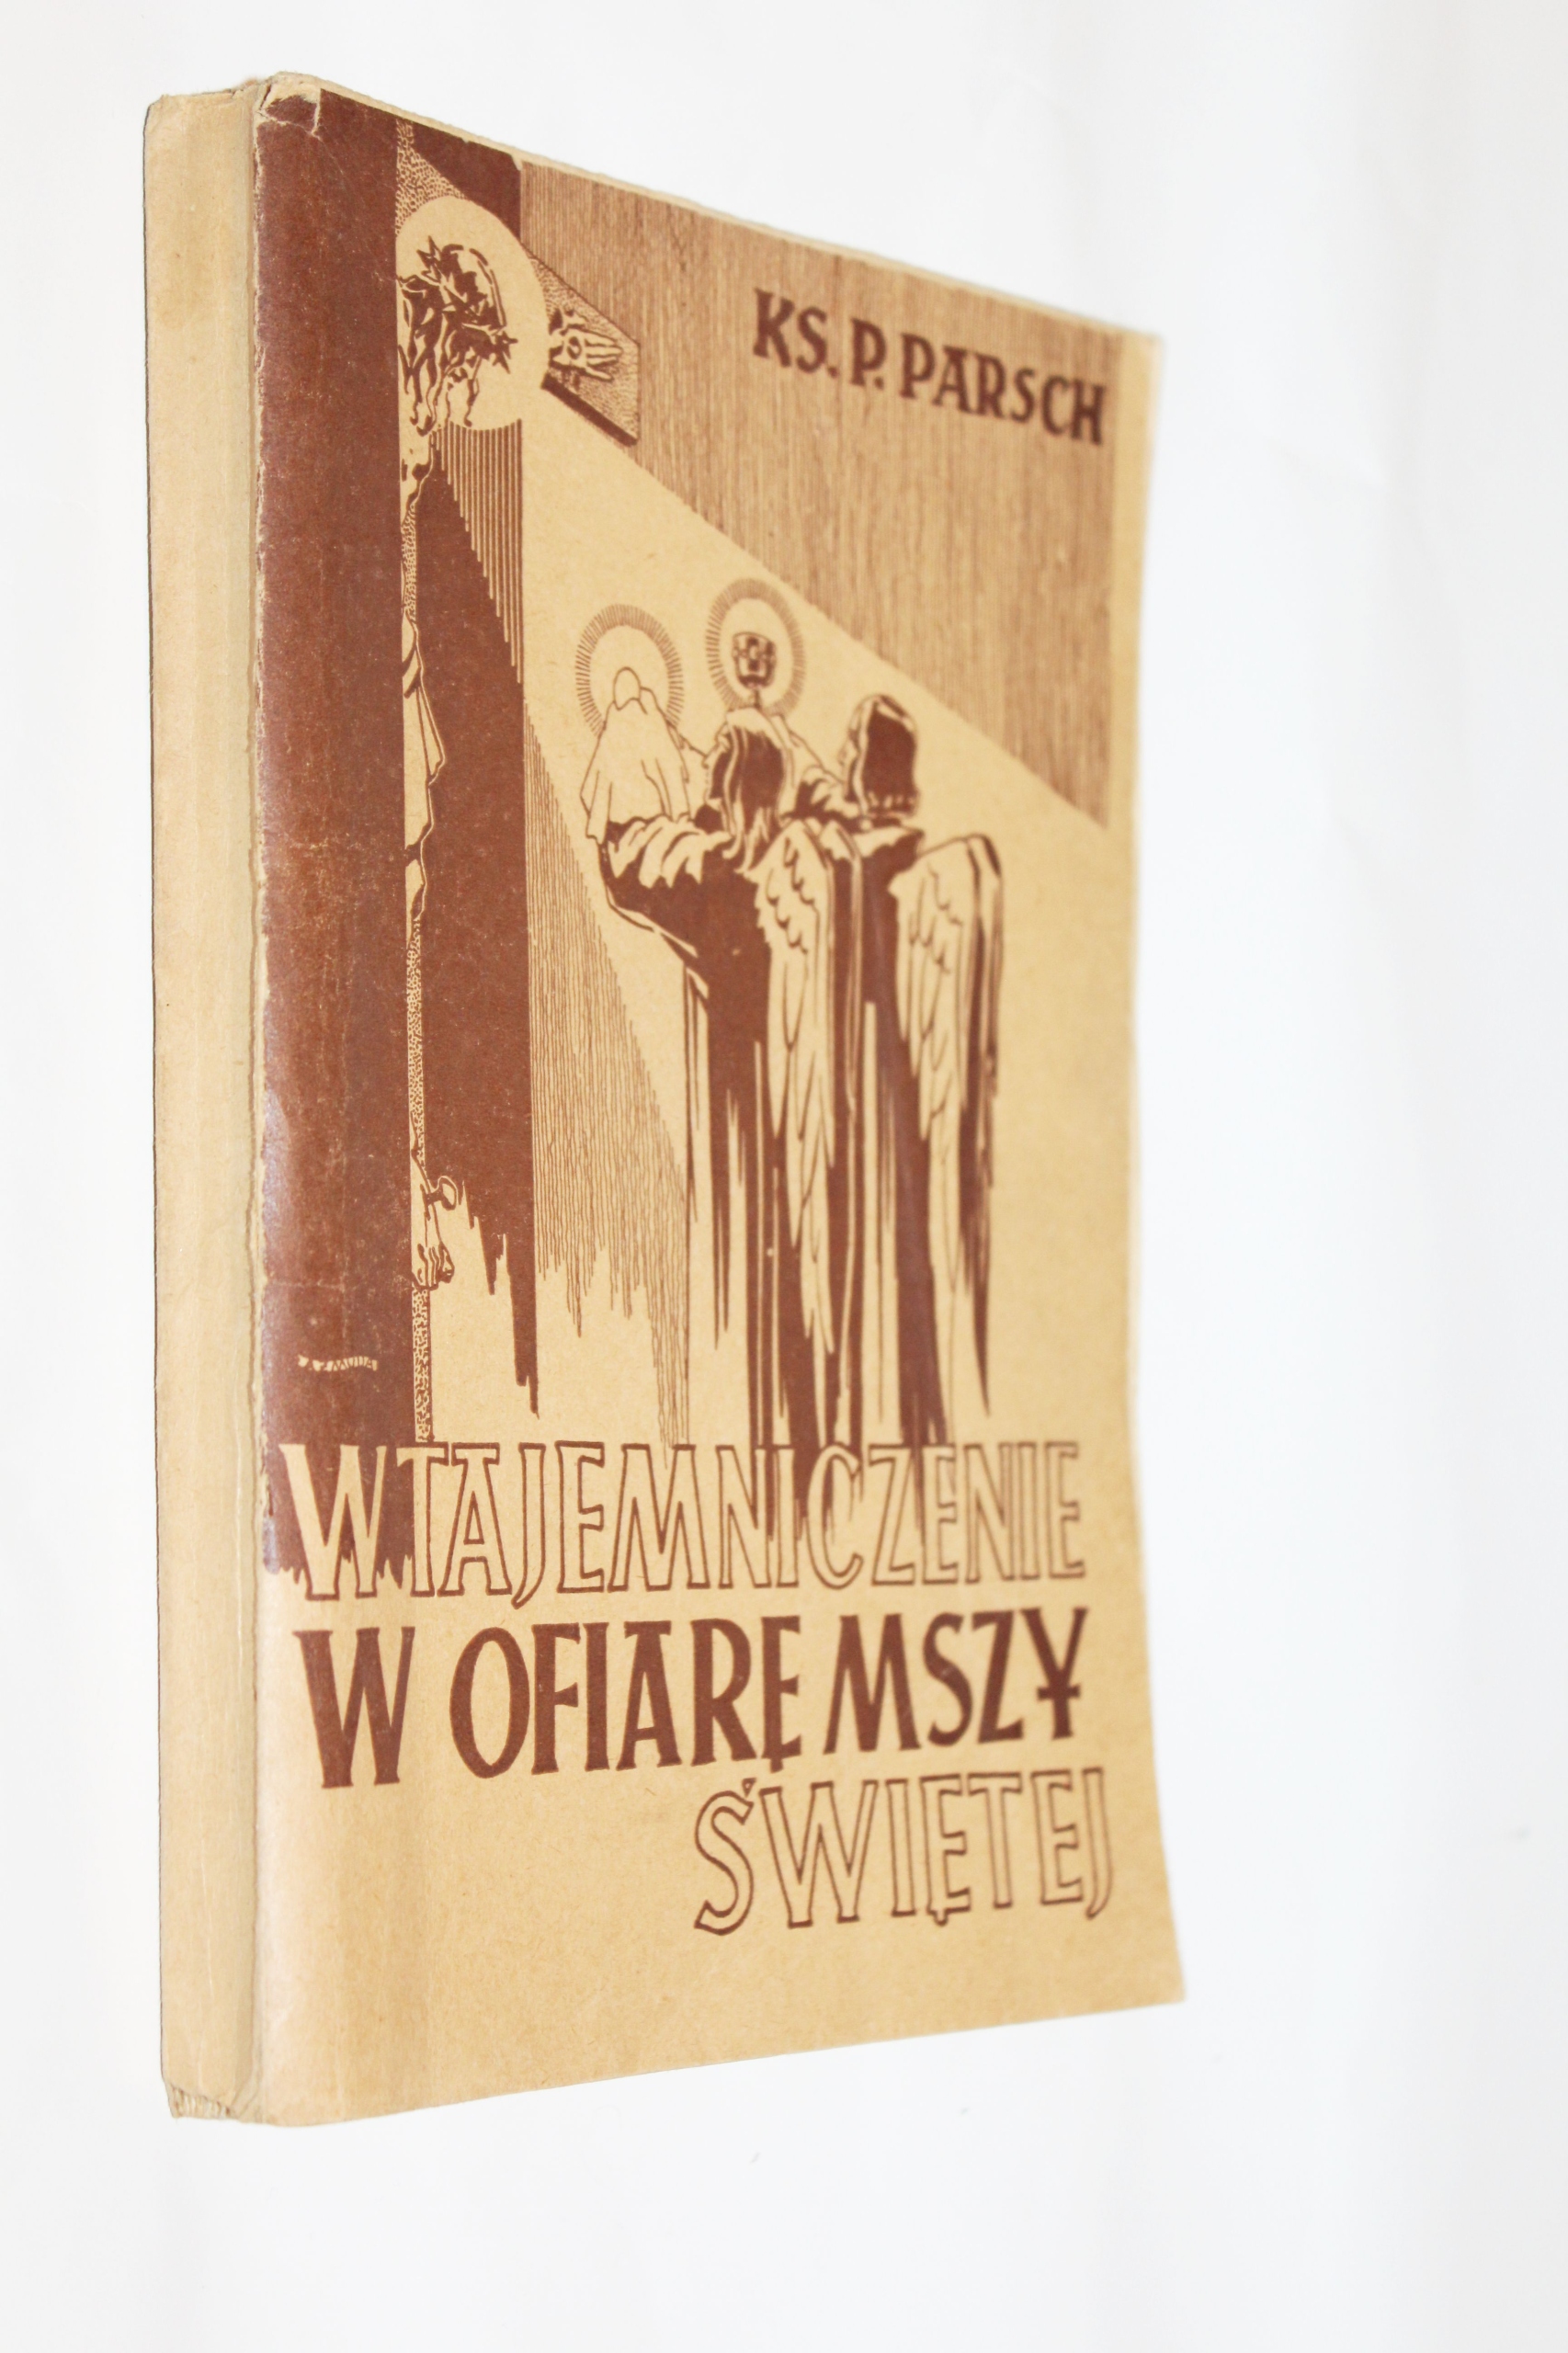 KS. P. PARSCH
WTAJEMNICZENIE
W OFIARĘ MSZY
ŚWIĘTEJ